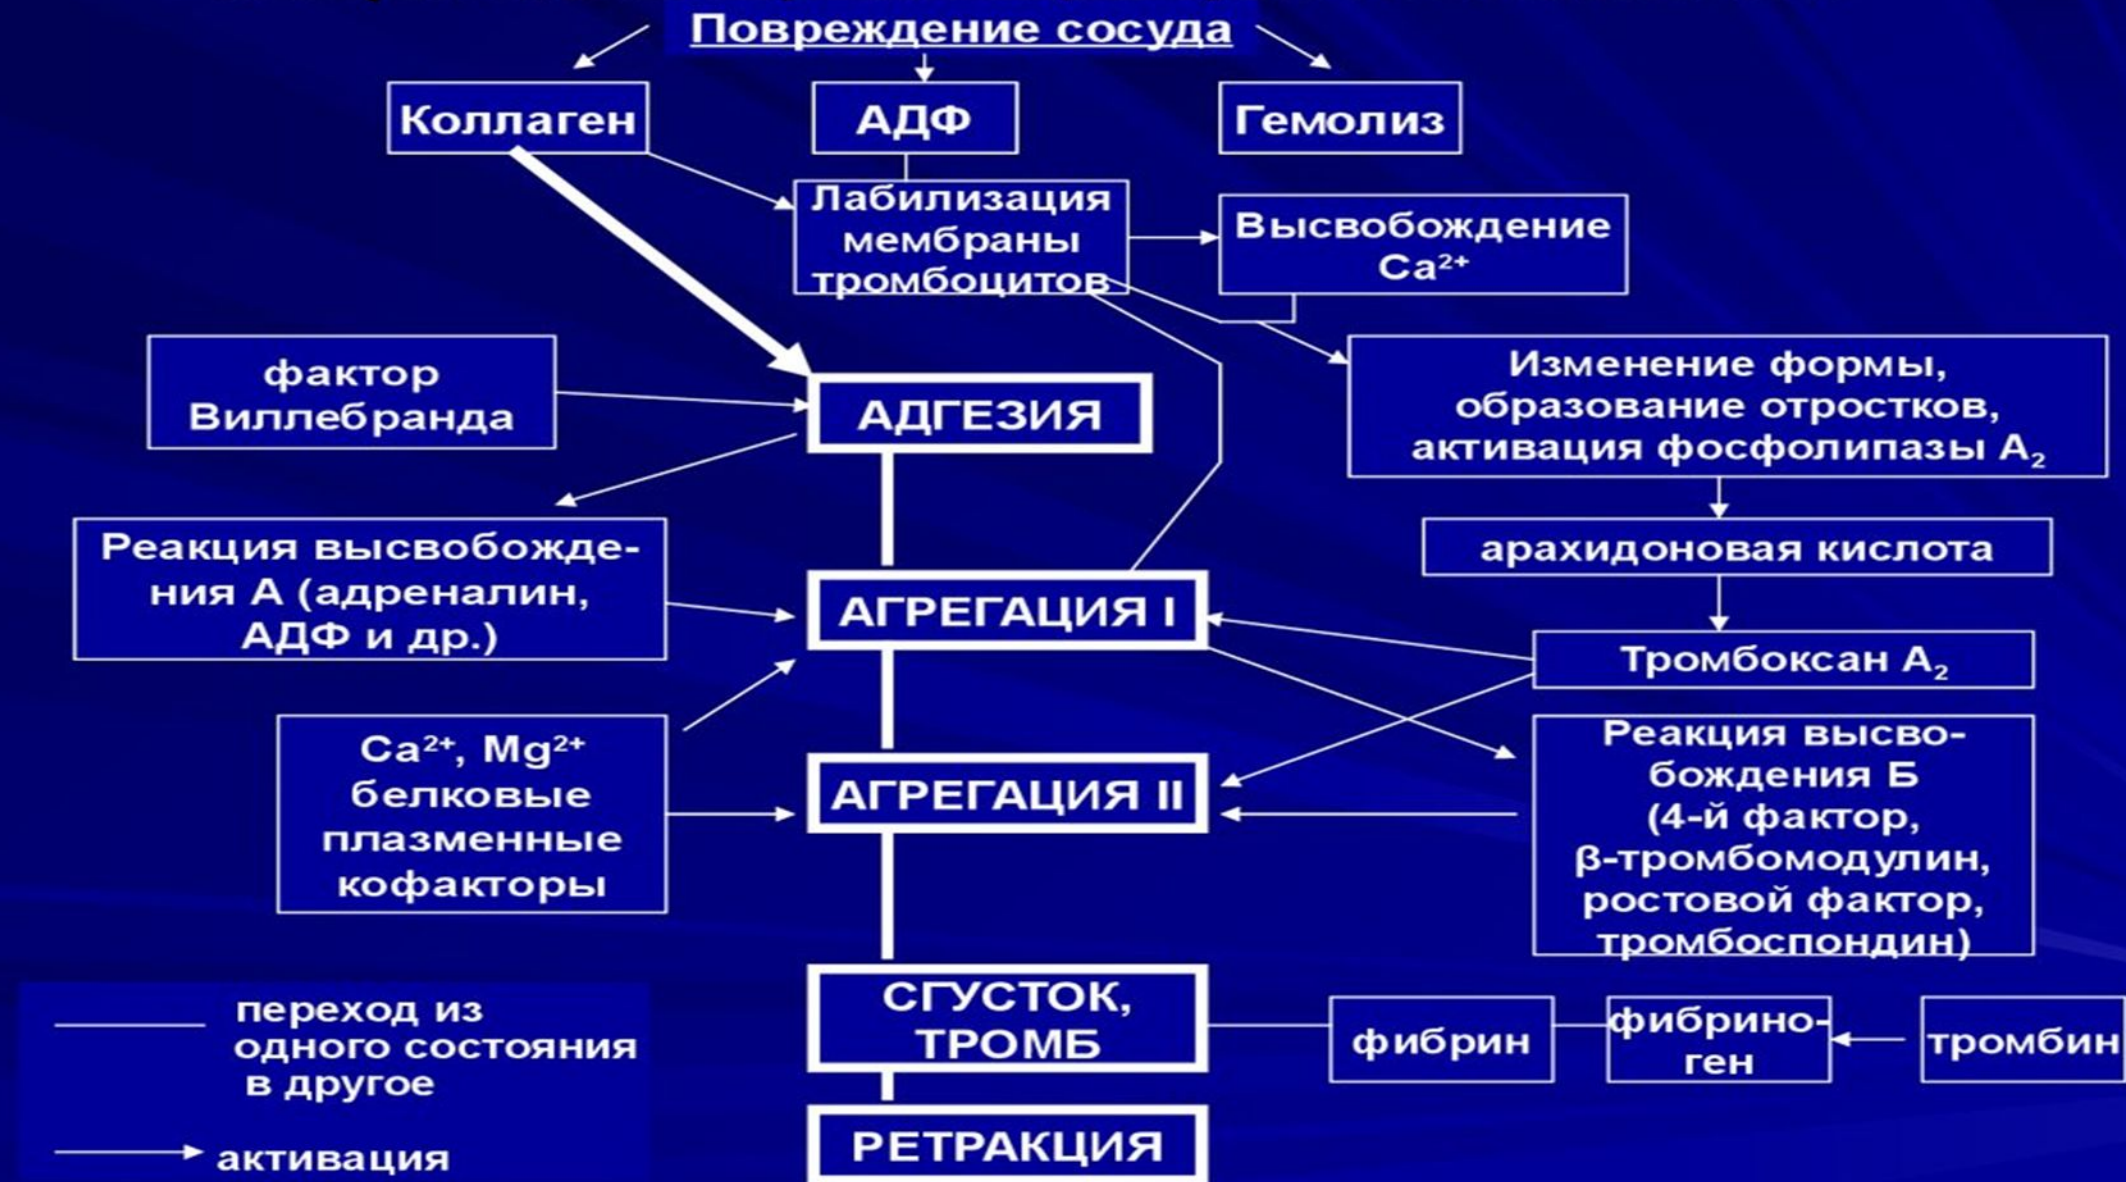 Повреждение сосуда
Коллаген
АДФ
Гемолиз
Лабилизация
мембраны
тромбоцитов
Высвобождение
Ca²⁺
фактор
Виллебранда
АДГЕЗИЯ
Изменение формы,
образование отростков,
активация фосфолипазы А₂
Реакция высвобожде-
ния А (адреналин,
АДФ и др.)
АГРЕГАЦИЯ I
арахидоновая кислота
Тромбоксан А₂
Ca²⁺, Mg²⁺
белковые
плазменные
кофакторы
АГРЕГАЦИЯ II
Реакция высво-
бождения Б
(4-й фактор,
β-тромбомодулин,
ростовой фактор,
тромбоспондин)
СГУСТОК,
ТРОМБ
фибрин
фибрино-
ген
тромбин
РЕТРАКЦИЯ
переход из
одного состояния
в другое
активация